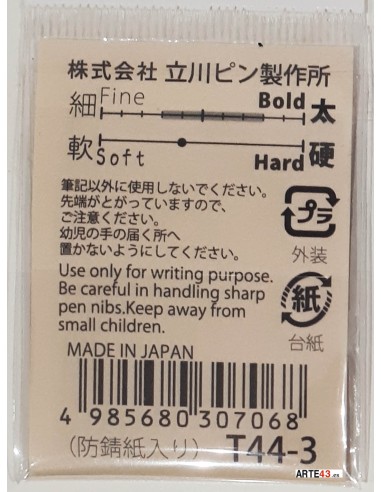 株式会社 立川ピン製作所
細 Fine Bold 太
軟 Soft Hard 硬
筆記以外に使用しないでください。
先端がとがっていますので、
ご注意ください。
幼児の手の届く所へ
置かないようにしてください。
プラ
外装
紙
台紙
Use only for writing purpose.
Be careful in handling sharp
pen nibs.Keep away from
small children.
MADE IN JAPAN
4 985680 307068
(防錆紙入り) T44-3
ARTE43.es